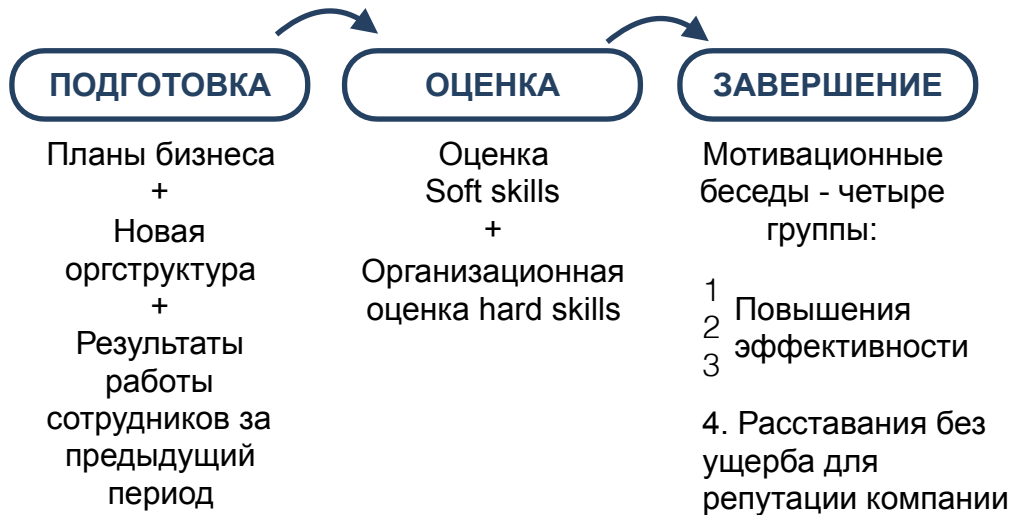 ПОДГОТОВКА
Планы бизнеса
+
Новая
оргструктура
+
Результаты
работы
сотрудников за
предыдущий
период
ОЦЕНКА
Оценка
Soft skills
+
Организационная
оценка hard skills
ЗАВЕРШЕНИЕ
Мотивационные
беседы - четыре
группы:
1
2
3
Повышения
эффективности
4. Расставания без
ущерба для
репутации компании